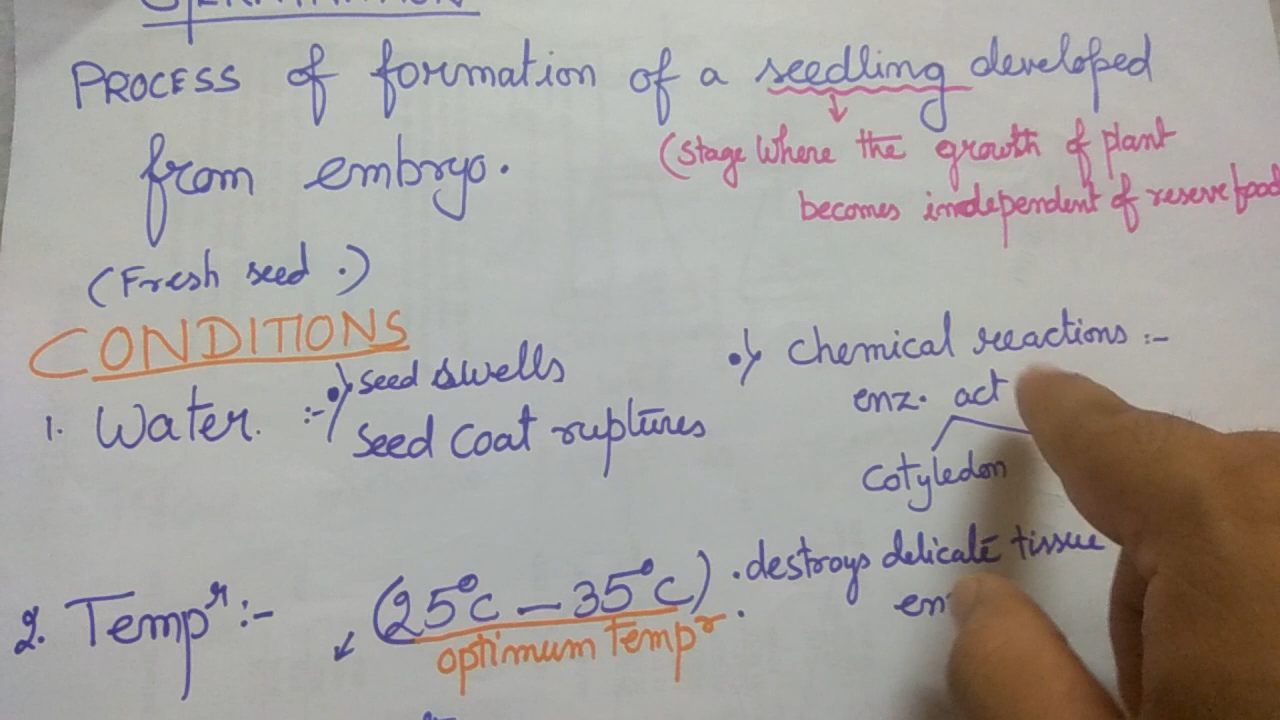 PROCESS of formation of a seedling developed
(stage where the growth of plant
from embryo.
becomes independent of reserve food
(Fresh seed .)
CONDITIONS
1. Water :- •) seed swells
seed coat ruptures
•) chemical reactions :-
enz. act
cotyledon
2. Temp^r :- (25°C — 35°C) . destroys delicate tissue
optimum temp^r.